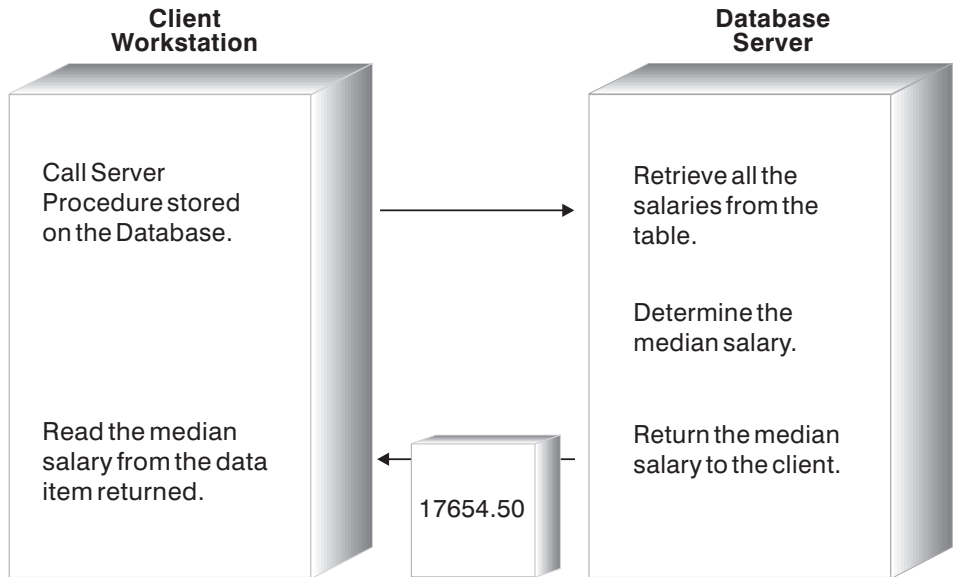 Client
Workstation
Database
Server
Call Server
Procedure stored
on the Database.
Retrieve all the
salaries from the
table.
Determine the
median salary.
Read the median
salary from the data
item returned.
17654.50
Return the median
salary to the client.